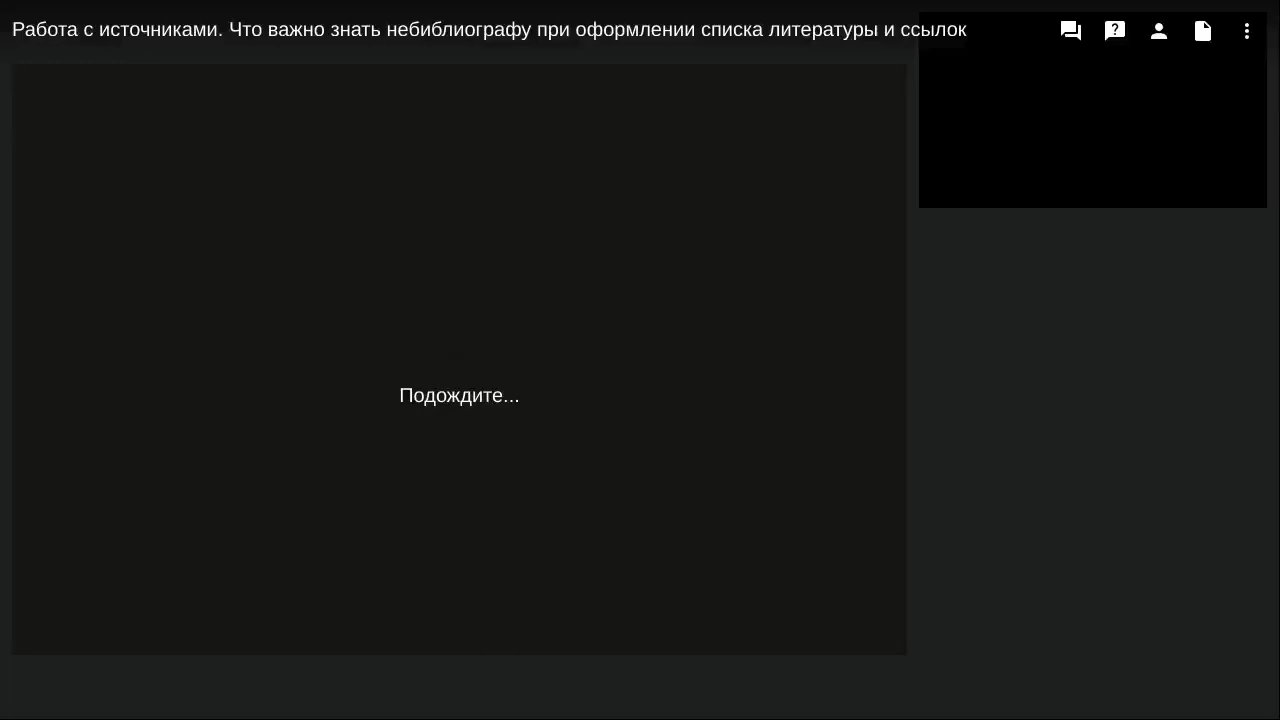 Работа с источниками. Что важно знать небиблиографу при оформлении списка литературы и ссылок
Подождите...